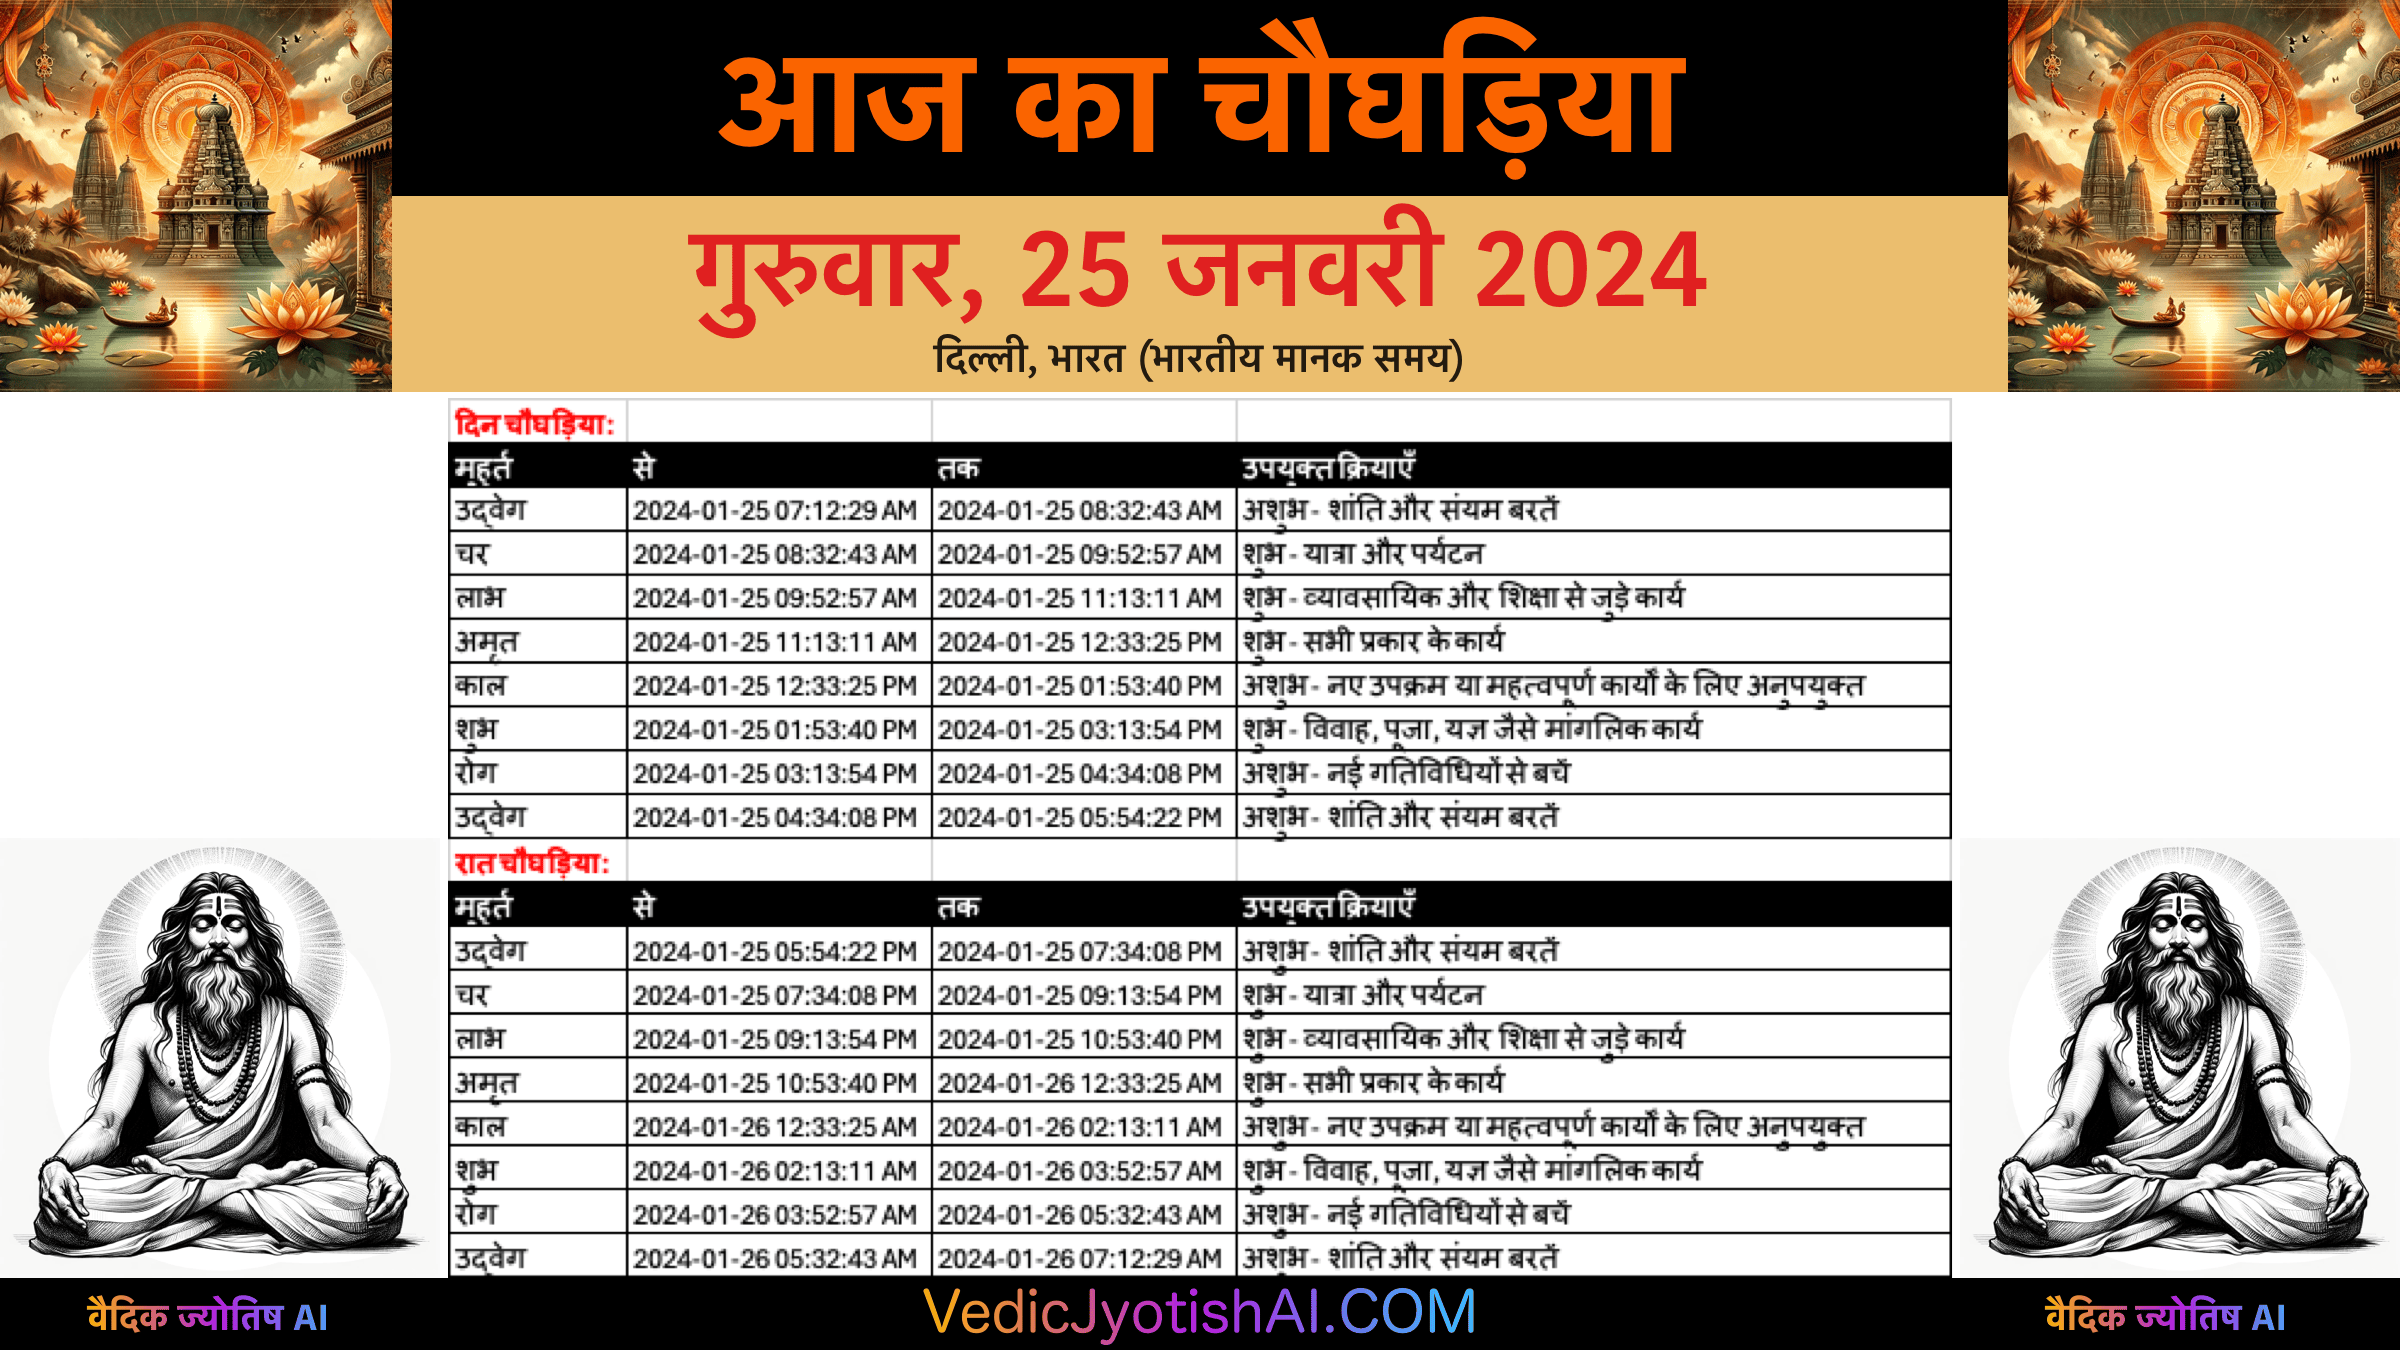 आज का चौघड़िया
गुरुवार, 25 जनवरी 2024
दिल्ली, भारत (भारतीय मानक समय)
दिन चौघड़िया:
मुहूर्त से तक उपयुक्त क्रियाएँ
उद्वेग 2024-01-25 07:12:29 AM 2024-01-25 08:32:43 AM अशुभ - शांति और संयम बरतें
चर 2024-01-25 08:32:43 AM 2024-01-25 09:52:57 AM शुभ - यात्रा और पर्यटन
लाभ 2024-01-25 09:52:57 AM 2024-01-25 11:13:11 AM शुभ - व्यावसायिक और शिक्षा से जुड़े कार्य
अमृत 2024-01-25 11:13:11 AM 2024-01-25 12:33:25 PM शुभ - सभी प्रकार के कार्य
काल 2024-01-25 12:33:25 PM 2024-01-25 01:53:40 PM अशुभ - नए उपक्रम या महत्वपूर्ण कार्यों के लिए अनुपयुक्त
शुभ 2024-01-25 01:53:40 PM 2024-01-25 03:13:54 PM शुभ - विवाह, पूजा, यज्ञ जैसे मांगलिक कार्य
रोग 2024-01-25 03:13:54 PM 2024-01-25 04:34:08 PM अशुभ - नई गतिविधियों से बचें
उद्वेग 2024-01-25 04:34:08 PM 2024-01-25 05:54:22 PM अशुभ - शांति और संयम बरतें
रात चौघड़िया:
मुहूर्त से तक उपयुक्त क्रियाएँ
उद्वेग 2024-01-25 05:54:22 PM 2024-01-25 07:34:08 PM अशुभ - शांति और संयम बरतें
चर 2024-01-25 07:34:08 PM 2024-01-25 09:13:54 PM शुभ - यात्रा और पर्यटन
लाभ 2024-01-25 09:13:54 PM 2024-01-25 10:53:40 PM शुभ - व्यावसायिक और शिक्षा से जुड़े कार्य
अमृत 2024-01-25 10:53:40 PM 2024-01-26 12:33:25 AM शुभ - सभी प्रकार के कार्य
काल 2024-01-26 12:33:25 AM 2024-01-26 02:13:11 AM अशुभ - नए उपक्रम या महत्वपूर्ण कार्यों के लिए अनुपयुक्त
शुभ 2024-01-26 02:13:11 AM 2024-01-26 03:52:57 AM शुभ - विवाह, पूजा, यज्ञ जैसे मांगलिक कार्य
रोग 2024-01-26 03:52:57 AM 2024-01-26 05:32:43 AM अशुभ - नई गतिविधियों से बचें
उद्वेग 2024-01-26 05:32:43 AM 2024-01-26 07:12:29 AM अशुभ - शांति और संयम बरतें
वैदिक ज्योतिष AI VedicJyotishAI.COM वैदिक ज्योतिष AI